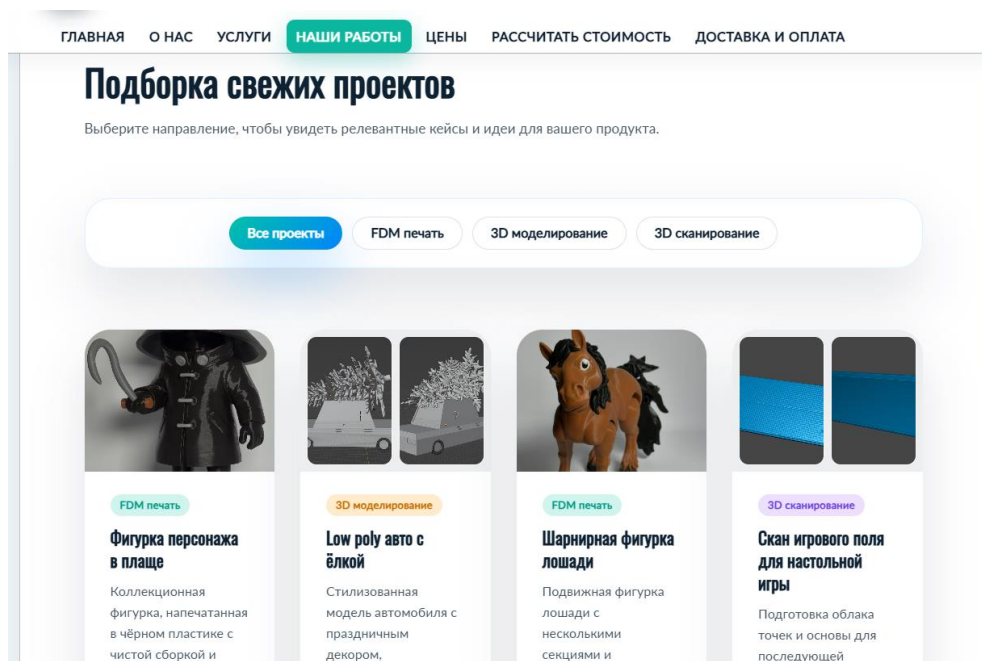 ГЛАВНАЯ О НАС УСЛУГИ НАШИ РАБОТЫ ЦЕНЫ РАССЧИТАТЬ СТОИМОСТЬ ДОСТАВКА И ОПЛАТА
Подборка свежих проектов
Выберите направление, чтобы увидеть релевантные кейсы и идеи для вашего продукта.
Все проекты FDM печать 3D моделирование 3D сканирование
FDM печать
Фигурка персонажа
в плаще
Коллекционная
фигурка, напечатанная
в чёрном пластике с
чистой сборкой и
3D моделирование
Low poly авто с
ёлкой
Стилизованная
модель автомобиля с
праздничным
декором,
FDM печать
Шарнирная фигурка
лошади
Подвижная фигурка
лошади с
несколькими
секциями и
3D сканирование
Скан игрового поля
для настольной
игры
Подготовка облака
точек и основы для
последующей